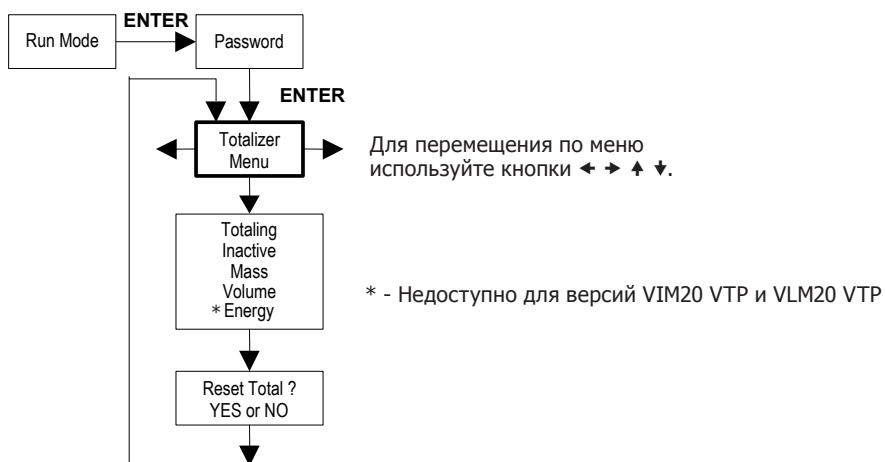 ENTER
Run Mode
Password
ENTER
Totalizer
Menu
Для перемещения по меню
используйте кнопки ← → ↑ ↓.
Totaling
Inactive
Mass
Volume
* Energy
* - Недоступно для версий VIM20 VTP и VLM20 VTP
Reset Total ?
YES or NO